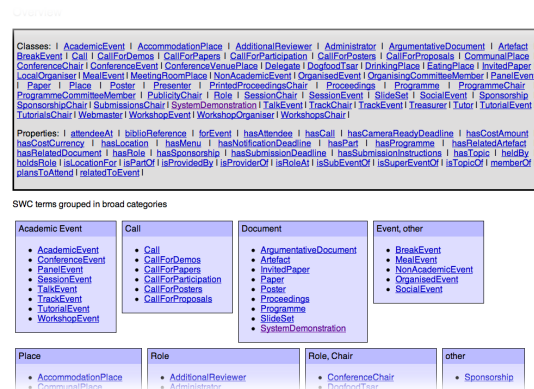 Overview
Classes: | AcademicEvent | AccommodationPlace | AdditionalReviewer | Administrator | ArgumentativeDocument | Artefact
BreakEvent | Call | CallForDemos | CallForPapers | CallForParticipation | CallForPosters | CallForProposals | CommunalPlace
ConferenceChair | ConferenceEvent | ConferenceVenuePlace | Delegate | DogfoodTsar | DrinkingPlace | EatingPlace | InvitedPaper
LocalOrganiser | MealEvent | MeetingRoomPlace | NonAcademicEvent | OrganisedEvent | OrganisingCommitteeMember | PanelEven
| Paper | Place | Poster | Presenter | PrintedProceedingsChair | Proceedings | Programme | ProgrammeChair
ProgrammeCommitteeMember | PublicityChair | Role | SessionChair | SessionEvent | SlideSet | SocialEvent | Sponsorship
SponsorshipChair | SubmissionsChair | SystemDemonstration | TalkEvent | TrackChair | TrackEvent | Treasurer | Tutor | TutorialEvent
TutorialsChair | Webmaster | WorkshopEvent | WorkshopOrganiser | WorkshopsChair |
Properties: | attendeeAt | biblioReference | forEvent | hasAttendee | hasCall | hasCameraReadyDeadline | hasCostAmount
hasCostCurrency | hasLocation | hasMenu | hasNotificationDeadline | hasPart | hasProgramme | hasRelatedArtefact
hasRelatedDocument | hasRole | hasSponsorship | hasSubmissionDeadline | hasSubmissionInstructions | hasTopic | heldBy
holdsRole | isLocationFor | isPartOf | isProvidedBy | isProviderOf | isRoleAt | isSubEventOf | isSuperEventOf | isTopicOf | memberOf
plansToAttend | relatedToEvent |
SWC terms grouped in broad categories
Academic Event
AcademicEvent
ConferenceEvent
PanelEvent
SessionEvent
TalkEvent
TrackEvent
TutorialEvent
WorkshopEvent
Call
Call
CallForDemos
CallForPapers
CallForParticipation
CallForPosters
CallForProposals
Document
ArgumentativeDocument
Artefact
InvitedPaper
Paper
Poster
Proceedings
Programme
SlideSet
SystemDemonstration
Event, other
BreakEvent
MealEvent
NonAcademicEvent
OrganisedEvent
SocialEvent
Place
AccommodationPlace
CommunalPlace
Role
AdditionalReviewer
Administrator
Role, Chair
ConferenceChair
DogfoodTsar
other
Sponsorship